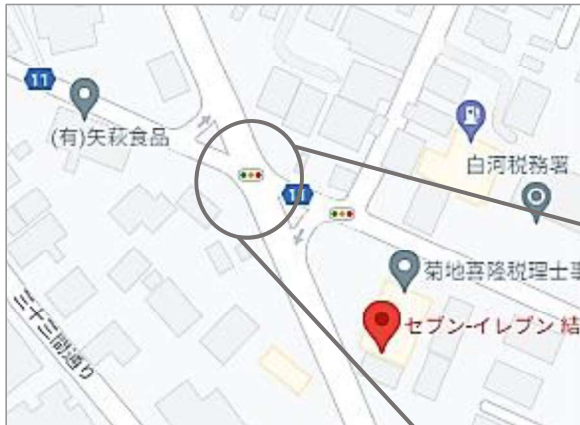 11
(有)矢萩食品
白河税務署
11
菊地喜隆税理士事
セブン-イレブン 結
三十三間通り